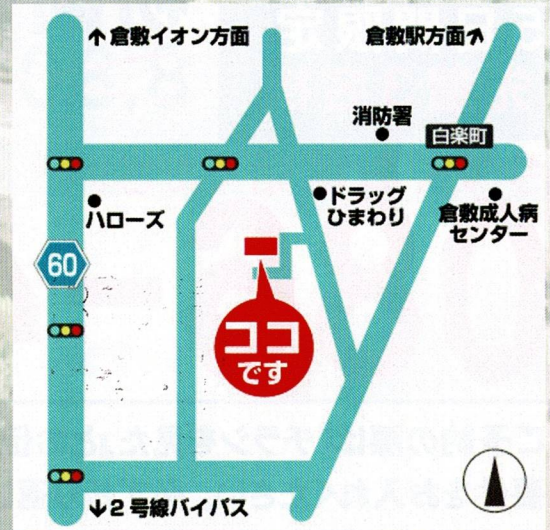 ↑倉敷イオン方面
倉敷駅方面↗
消防署
白楽町
ハローズ
ドラッグ
ひまわり
倉敷成人病
センター
60
ココ
です
↓2号線バイパス